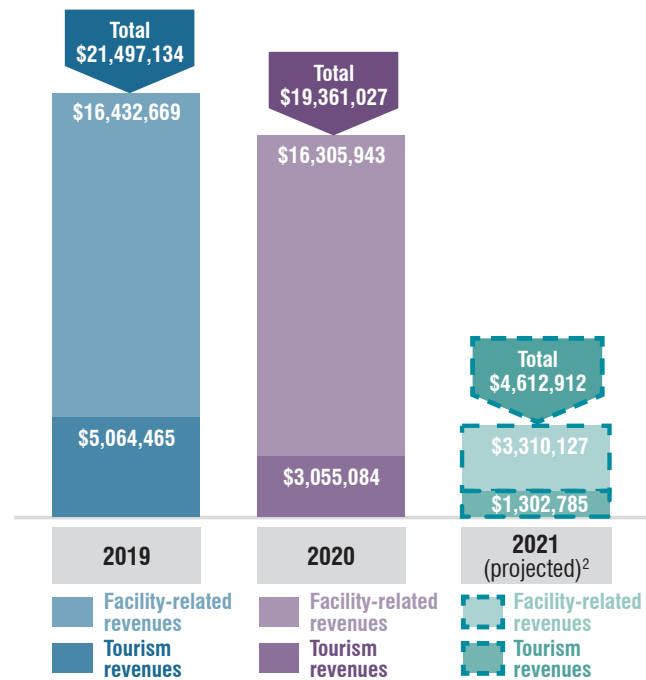 Total
$21,497,134
$16,432,669
$5,064,465
Total
$19,361,027
$16,305,943
$3,055,084
Total
$4,612,912
$3,310,127
$1,302,785
2019
2020
2021
(projected)²
Facility-related
revenues
Tourism
revenues
Facility-related
revenues
Tourism
revenues
Facility-related
revenues
Tourism
revenues